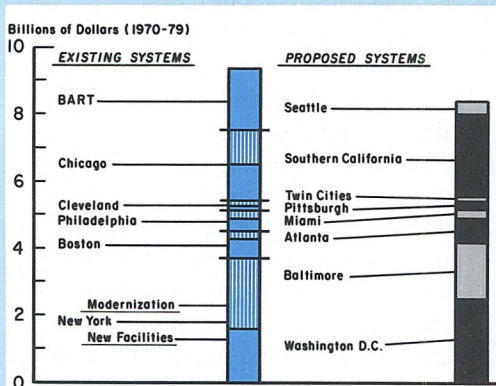 Billions of Dollars (1970-79)
10
8
6
4
2
0
EXISTING SYSTEMS
BART
Chicago
Cleveland
Philadelphia
Boston
Modernization
New York
New Facilities
PROPOSED SYSTEMS
Seattle
Southern California
Twin Cities
Pittsburgh
Miami
Atlanta
Baltimore
Washington D.C.